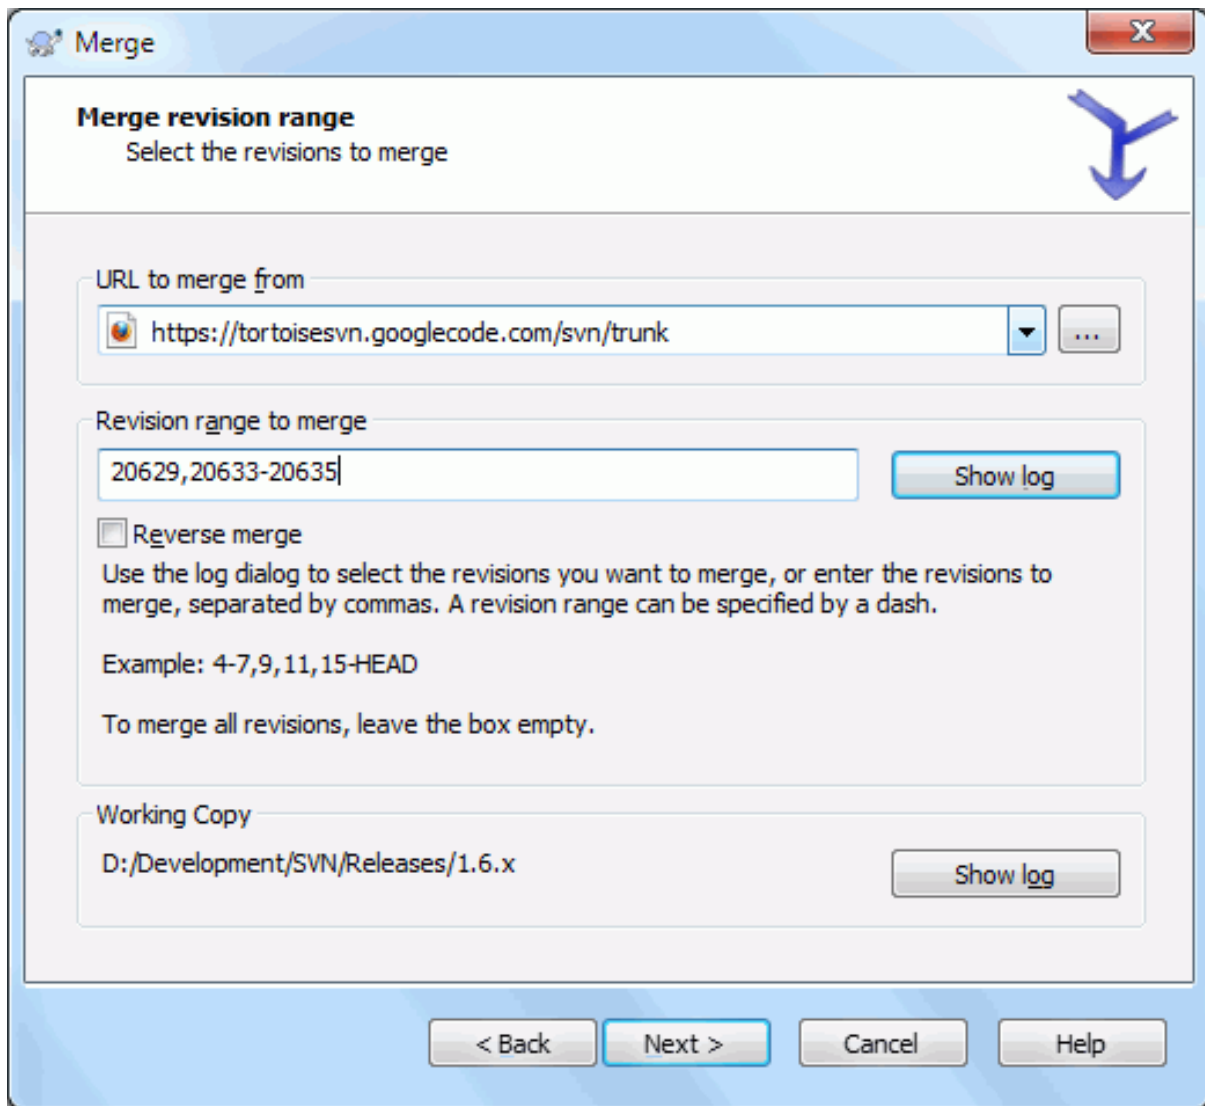 Merge
X
Merge revision range
Select the revisions to merge
URL to merge from
https://tortoisesvn.googlecode.com/svn/trunk
...
Revision range to merge
20629,20633-20635
Show log
Reverse merge
Use the log dialog to select the revisions you want to merge, or enter the revisions to
merge, separated by commas. A revision range can be specified by a dash.
Example: 4-7,9,11,15-HEAD
To merge all revisions, leave the box empty.
Working Copy
D:/Development/SVN/Releases/1.6.x
Show log
< Back
Next >
Cancel
Help